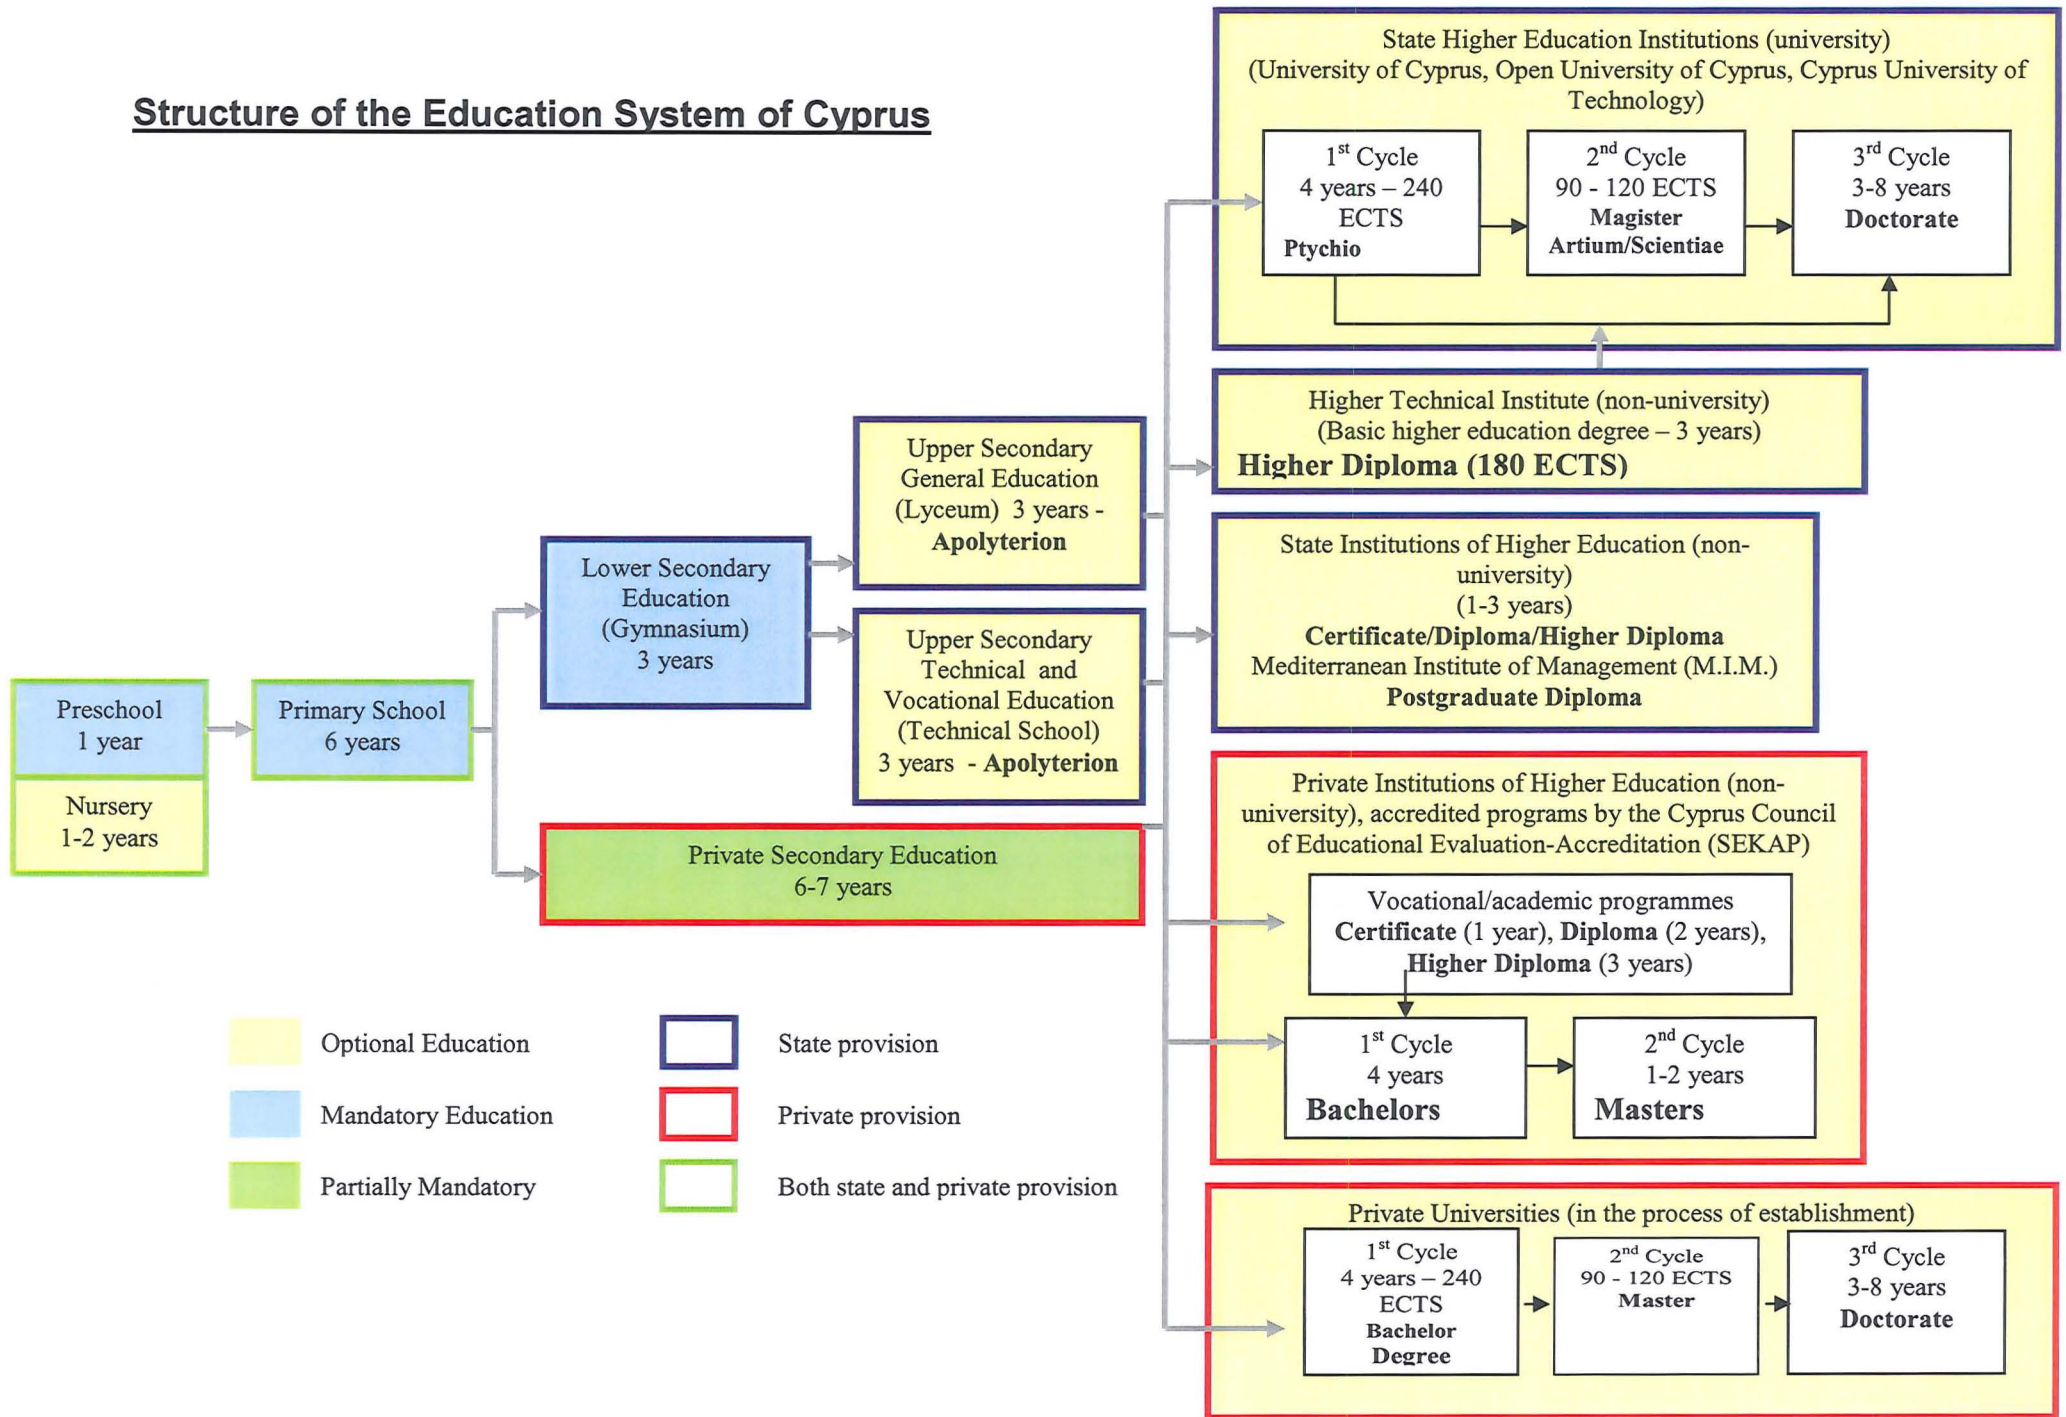 Structure of the Education System of Cyprus
Preschool
1 year
Nursery
1-2 years
Primary School
6 years
Lower Secondary
Education
(Gymnasium)
3 years
Private Secondary Education
6-7 years
Upper Secondary
General Education
(Lyceum) 3 years -
Apolyterion
Upper Secondary
Technical and
Vocational Education
(Technical School)
3 years - Apolyterion
State Higher Education Institutions (university)
(University of Cyprus, Open University of Cyprus, Cyprus University of
Technology)
1st Cycle
4 years – 240
ECTS
Ptychio
2nd Cycle
90 - 120 ECTS
Magister
Artium/Scientiae
3rd Cycle
3-8 years
Doctorate
Higher Technical Institute (non-university)
(Basic higher education degree – 3 years)
Higher Diploma (180 ECTS)
State Institutions of Higher Education (non-
university)
(1-3 years)
Certificate/Diploma/Higher Diploma
Mediterranean Institute of Management (M.I.M.)
Postgraduate Diploma
Private Institutions of Higher Education (non-
university), accredited programs by the Cyprus Council
of Educational Evaluation-Accreditation (SEKAP)
Vocational/academic programmes
Certificate (1 year), Diploma (2 years),
Higher Diploma (3 years)
1st Cycle
4 years
Bachelors
2nd Cycle
1-2 years
Masters
Private Universities (in the process of establishment)
1st Cycle
4 years – 240
ECTS
Bachelor
Degree
2nd Cycle
90 - 120 ECTS
Master
3rd Cycle
3-8 years
Doctorate
Optional Education
Mandatory Education
Partially Mandatory
State provision
Private provision
Both state and private provision